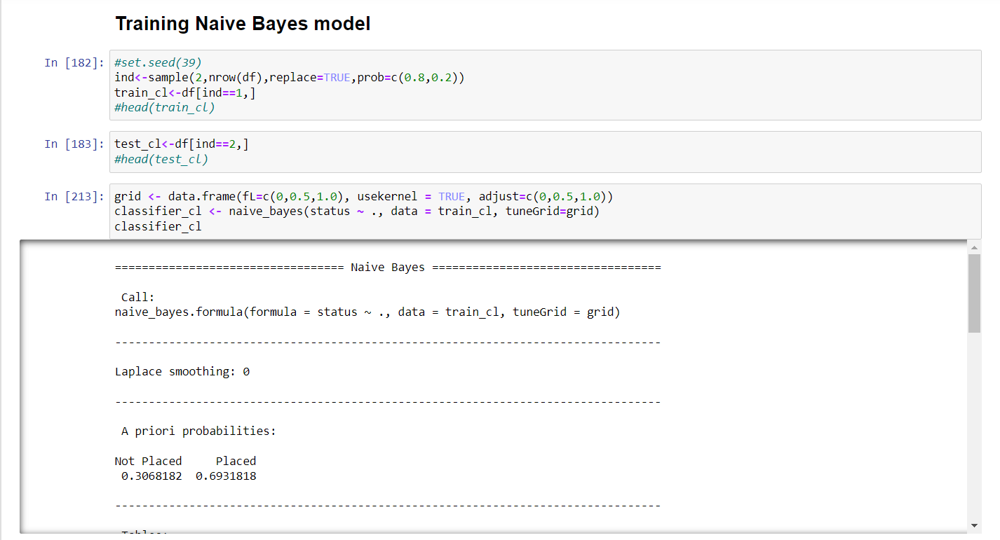 Training Naive Bayes model
In [182]:
#set.seed(39)
ind<-sample(2,nrow(df),replace=TRUE,prob=c(0.8,0.2))
train_cl<-df[ind==1,]
#head(train_cl)
In [183]:
test_cl<-df[ind==2,]
#head(test_cl)
In [213]:
grid <- data.frame(fL=c(0,0.5,1.0), usekernel = TRUE, adjust=c(0,0.5,1.0))
classifier_cl <- naive_bayes(status ~ ., data = train_cl, tuneGrid=grid)
classifier_cl
================================== Naive Bayes ==================================
Call:
naive_bayes.formula(formula = status ~ ., data = train_cl, tuneGrid = grid)
---------------------------------------------------------------------------------
Laplace smoothing: 0
---------------------------------------------------------------------------------
A priori probabilities:
Not Placed     Placed
0.3068182  0.6931818
---------------------------------------------------------------------------------